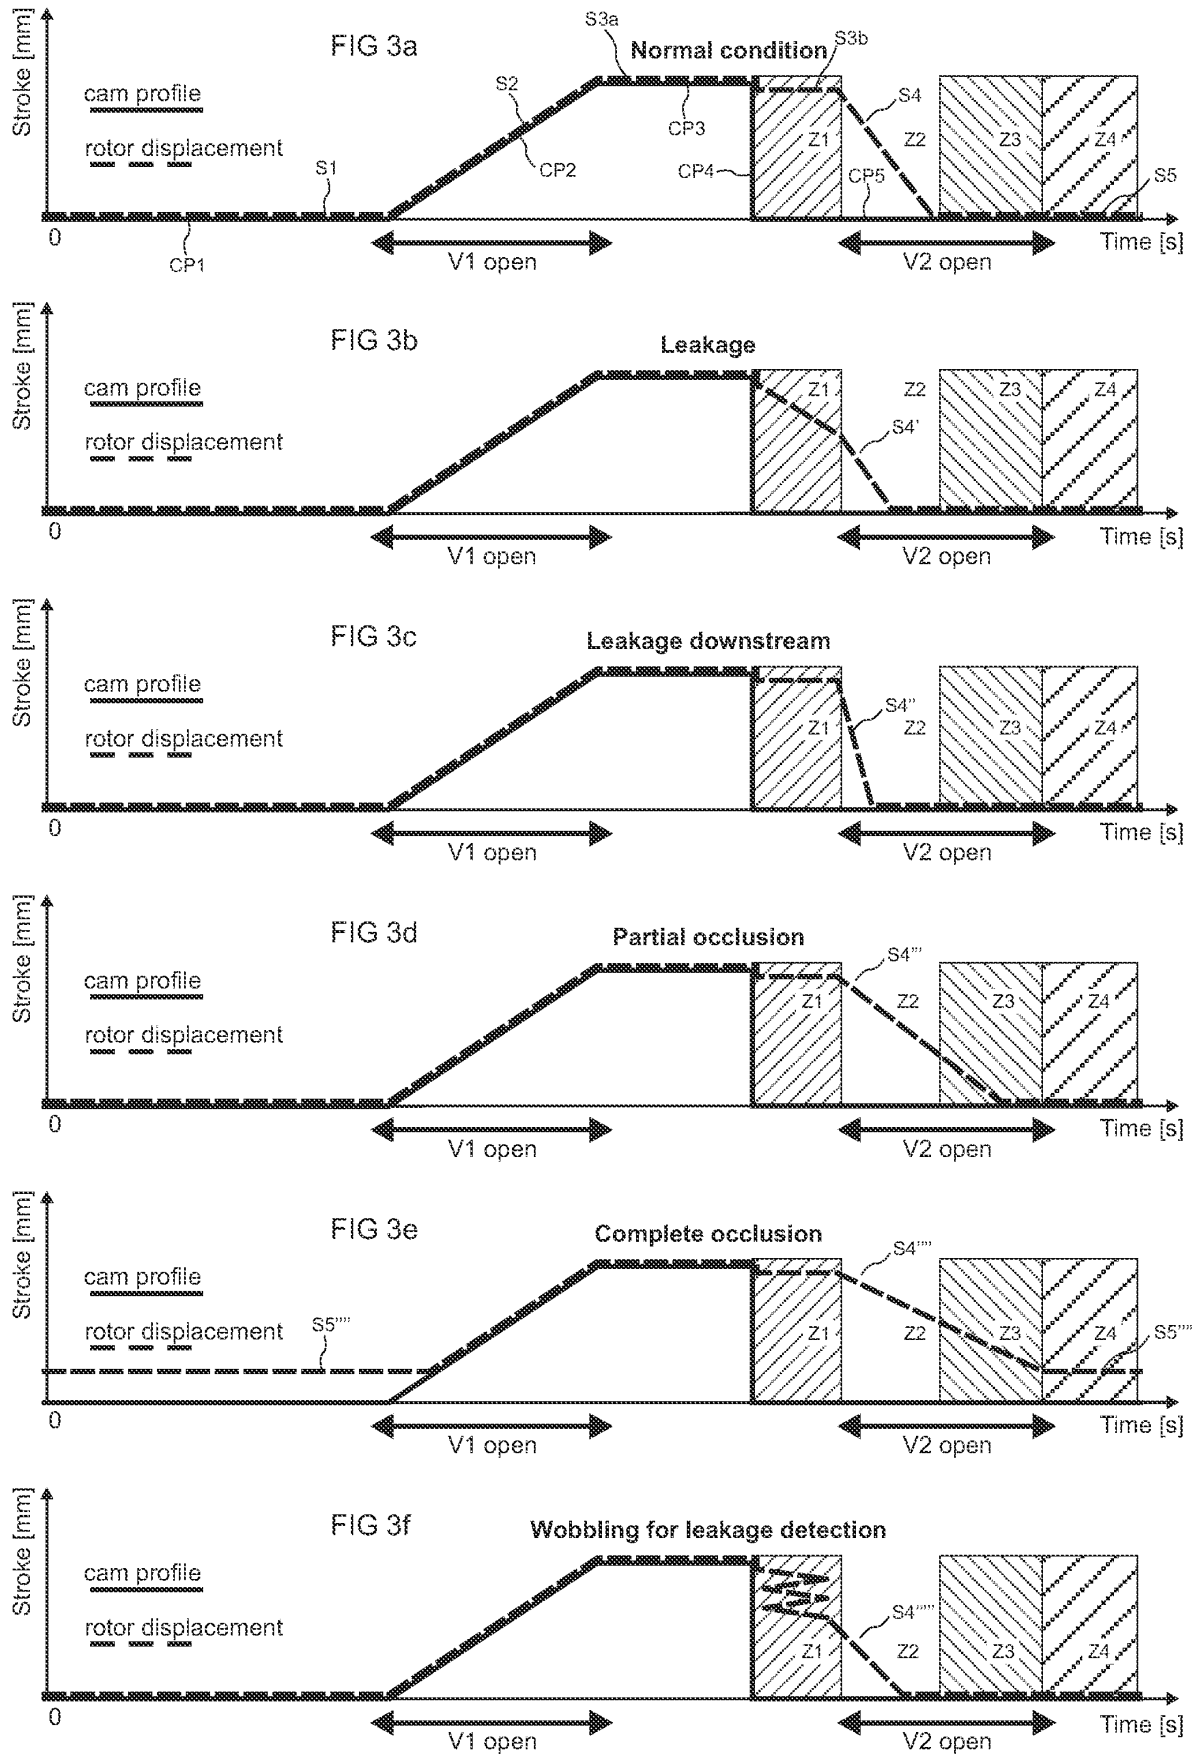 Stroke [mm]
FIG 3a
S3a
Normal condition
S3b
cam profile
S2
S4
CP3
rotor displacement
CP2
CP4
Z1
Z2
Z3
Z4
S1
CP5
S5
0
CP1
V1 open
V2 open
Time [s]
Stroke [mm]
FIG 3b
Leakage
cam profile
Z1
Z2
Z3
Z4
rotor displacement
S4'
0
V1 open
V2 open
Time [s]
Stroke [mm]
FIG 3c
Leakage downstream
cam profile
S4''
rotor displacement
Z1
Z2
Z3
Z4
0
V1 open
V2 open
Time [s]
Stroke [mm]
FIG 3d
Partial occlusion
S4'''
cam profile
Z1
Z2
Z3
Z4
rotor displacement
0
V1 open
V2 open
Time [s]
Stroke [mm]
FIG 3e
Complete occlusion
S4''''
cam profile
rotor displacement
S5''''
Z1
Z2
Z3
Z4
S5''''
0
V1 open
V2 open
Time [s]
Stroke [mm]
FIG 3f
Wobbling for leakage detection
cam profile
S4'''''
rotor displacement
Z1
Z2
Z3
Z4
0
V1 open
V2 open
Time [s]